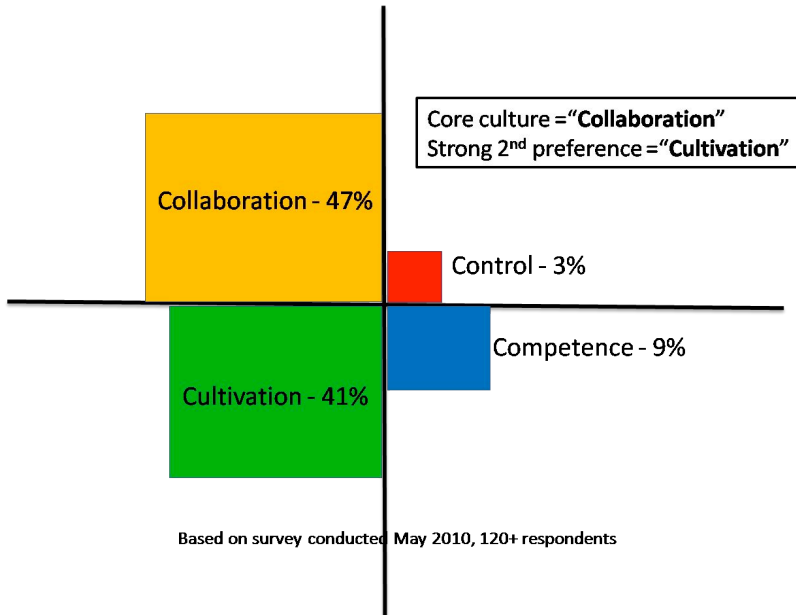 Core culture =“Collaboration”
Strong 2nd preference =“Cultivation”
Collaboration - 47%
Control - 3%
Competence - 9%
Cultivation - 41%
Based on survey conducted May 2010, 120+ respondents